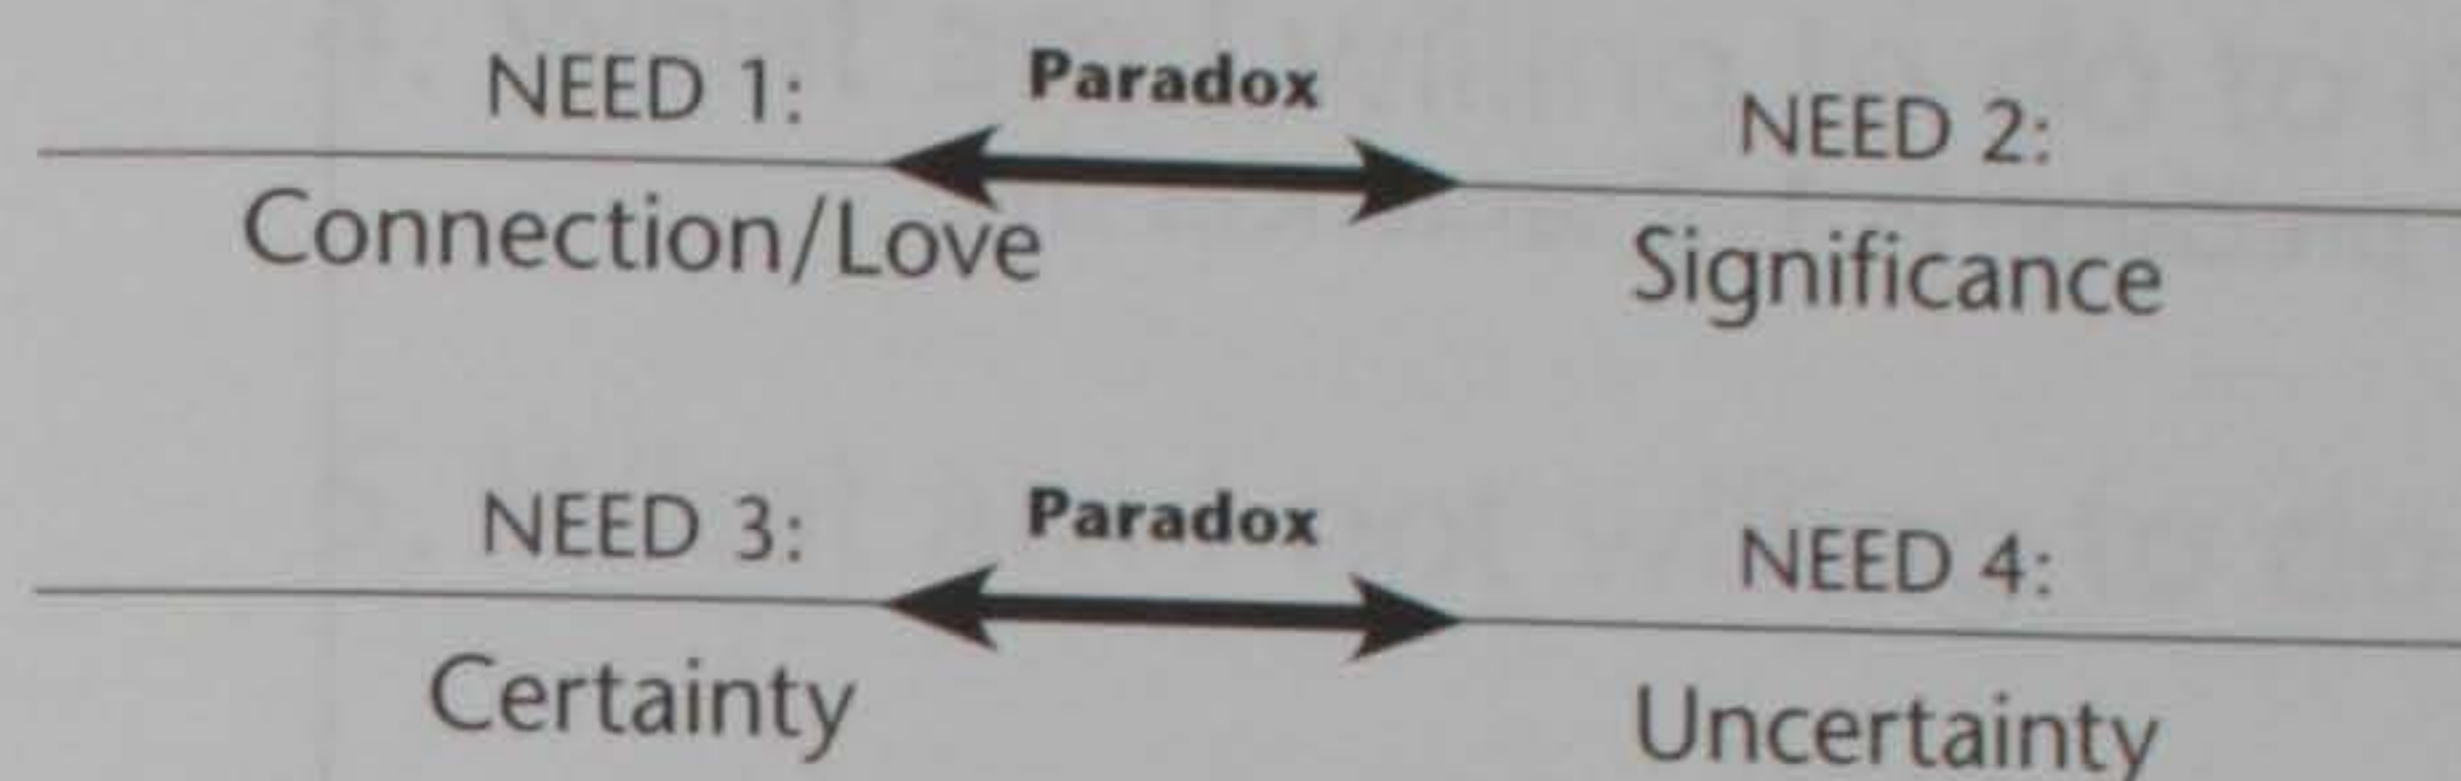 NEED 1: Paradox NEED 2:
Connection/Love Significance
NEED 3: Paradox NEED 4:
Certainty Uncertainty